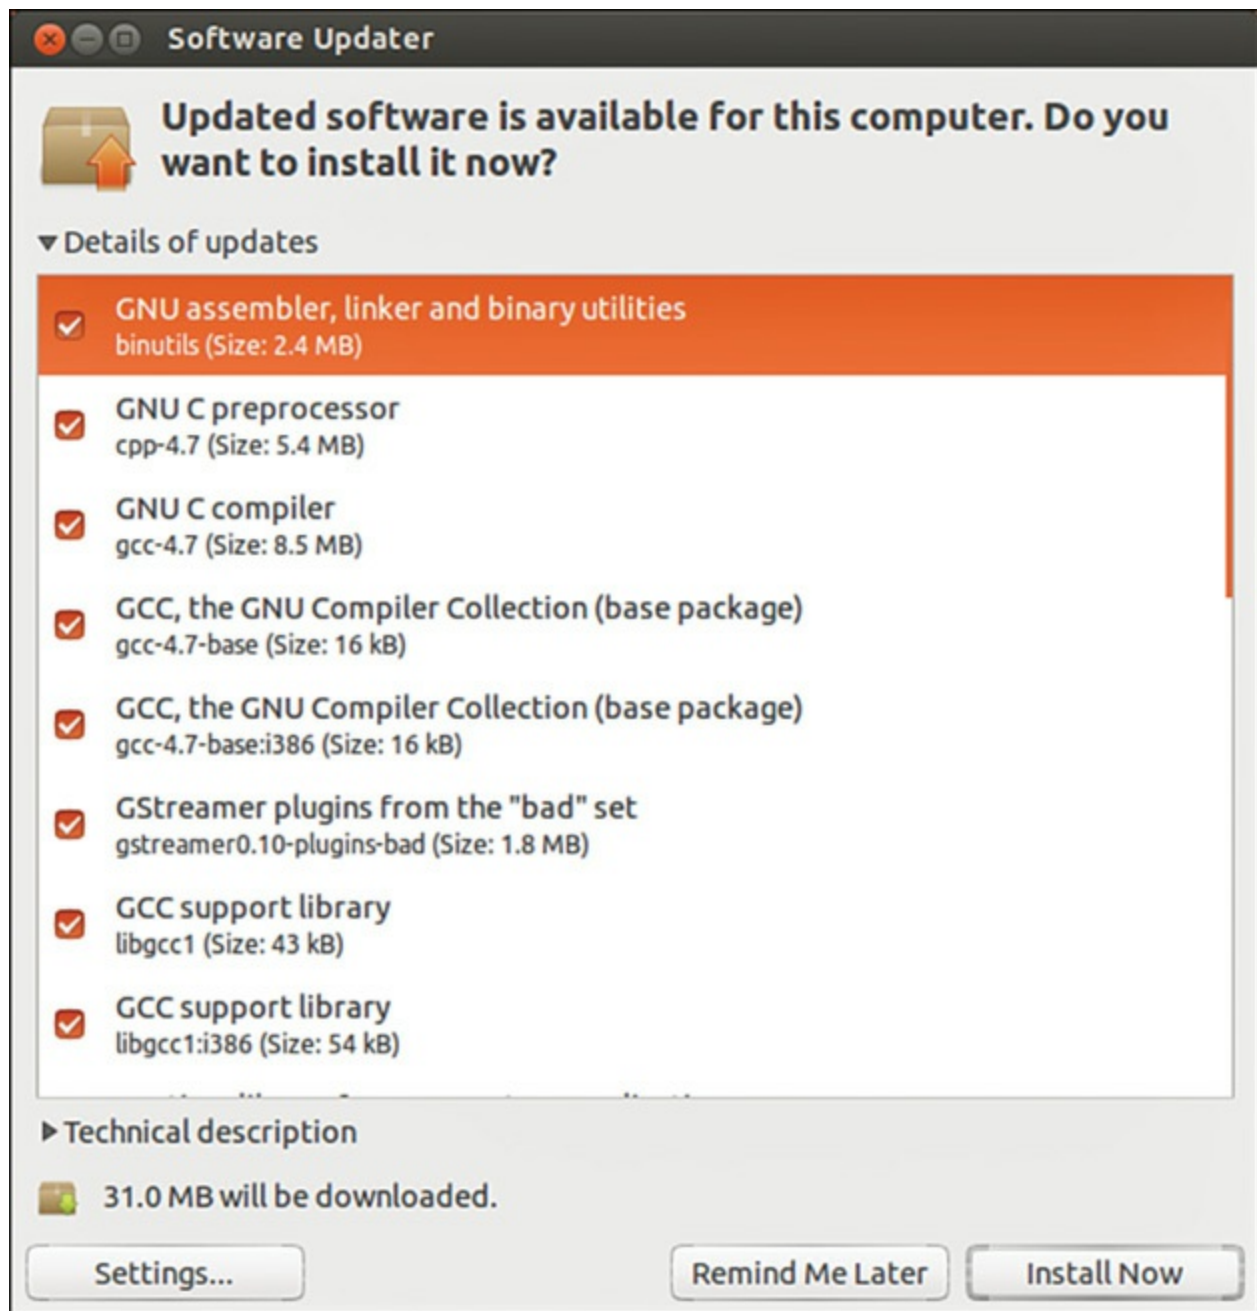 Software Updater
Updated software is available for this computer. Do you
want to install it now?
Details of updates
GNU assembler, linker and binary utilities
binutils (Size: 2.4 MB)
GNU C preprocessor
cpp-4.7 (Size: 5.4 MB)
GNU C compiler
gcc-4.7 (Size: 8.5 MB)
GCC, the GNU Compiler Collection (base package)
gcc-4.7-base (Size: 16 kB)
GCC, the GNU Compiler Collection (base package)
gcc-4.7-base:i386 (Size: 16 kB)
GStreamer plugins from the "bad" set
gstreamer0.10-plugins-bad (Size: 1.8 MB)
GCC support library
libgcc1 (Size: 43 kB)
GCC support library
libgcc1:i386 (Size: 54 kB)
Technical description
31.0 MB will be downloaded.
Settings...
Remind Me Later
Install Now